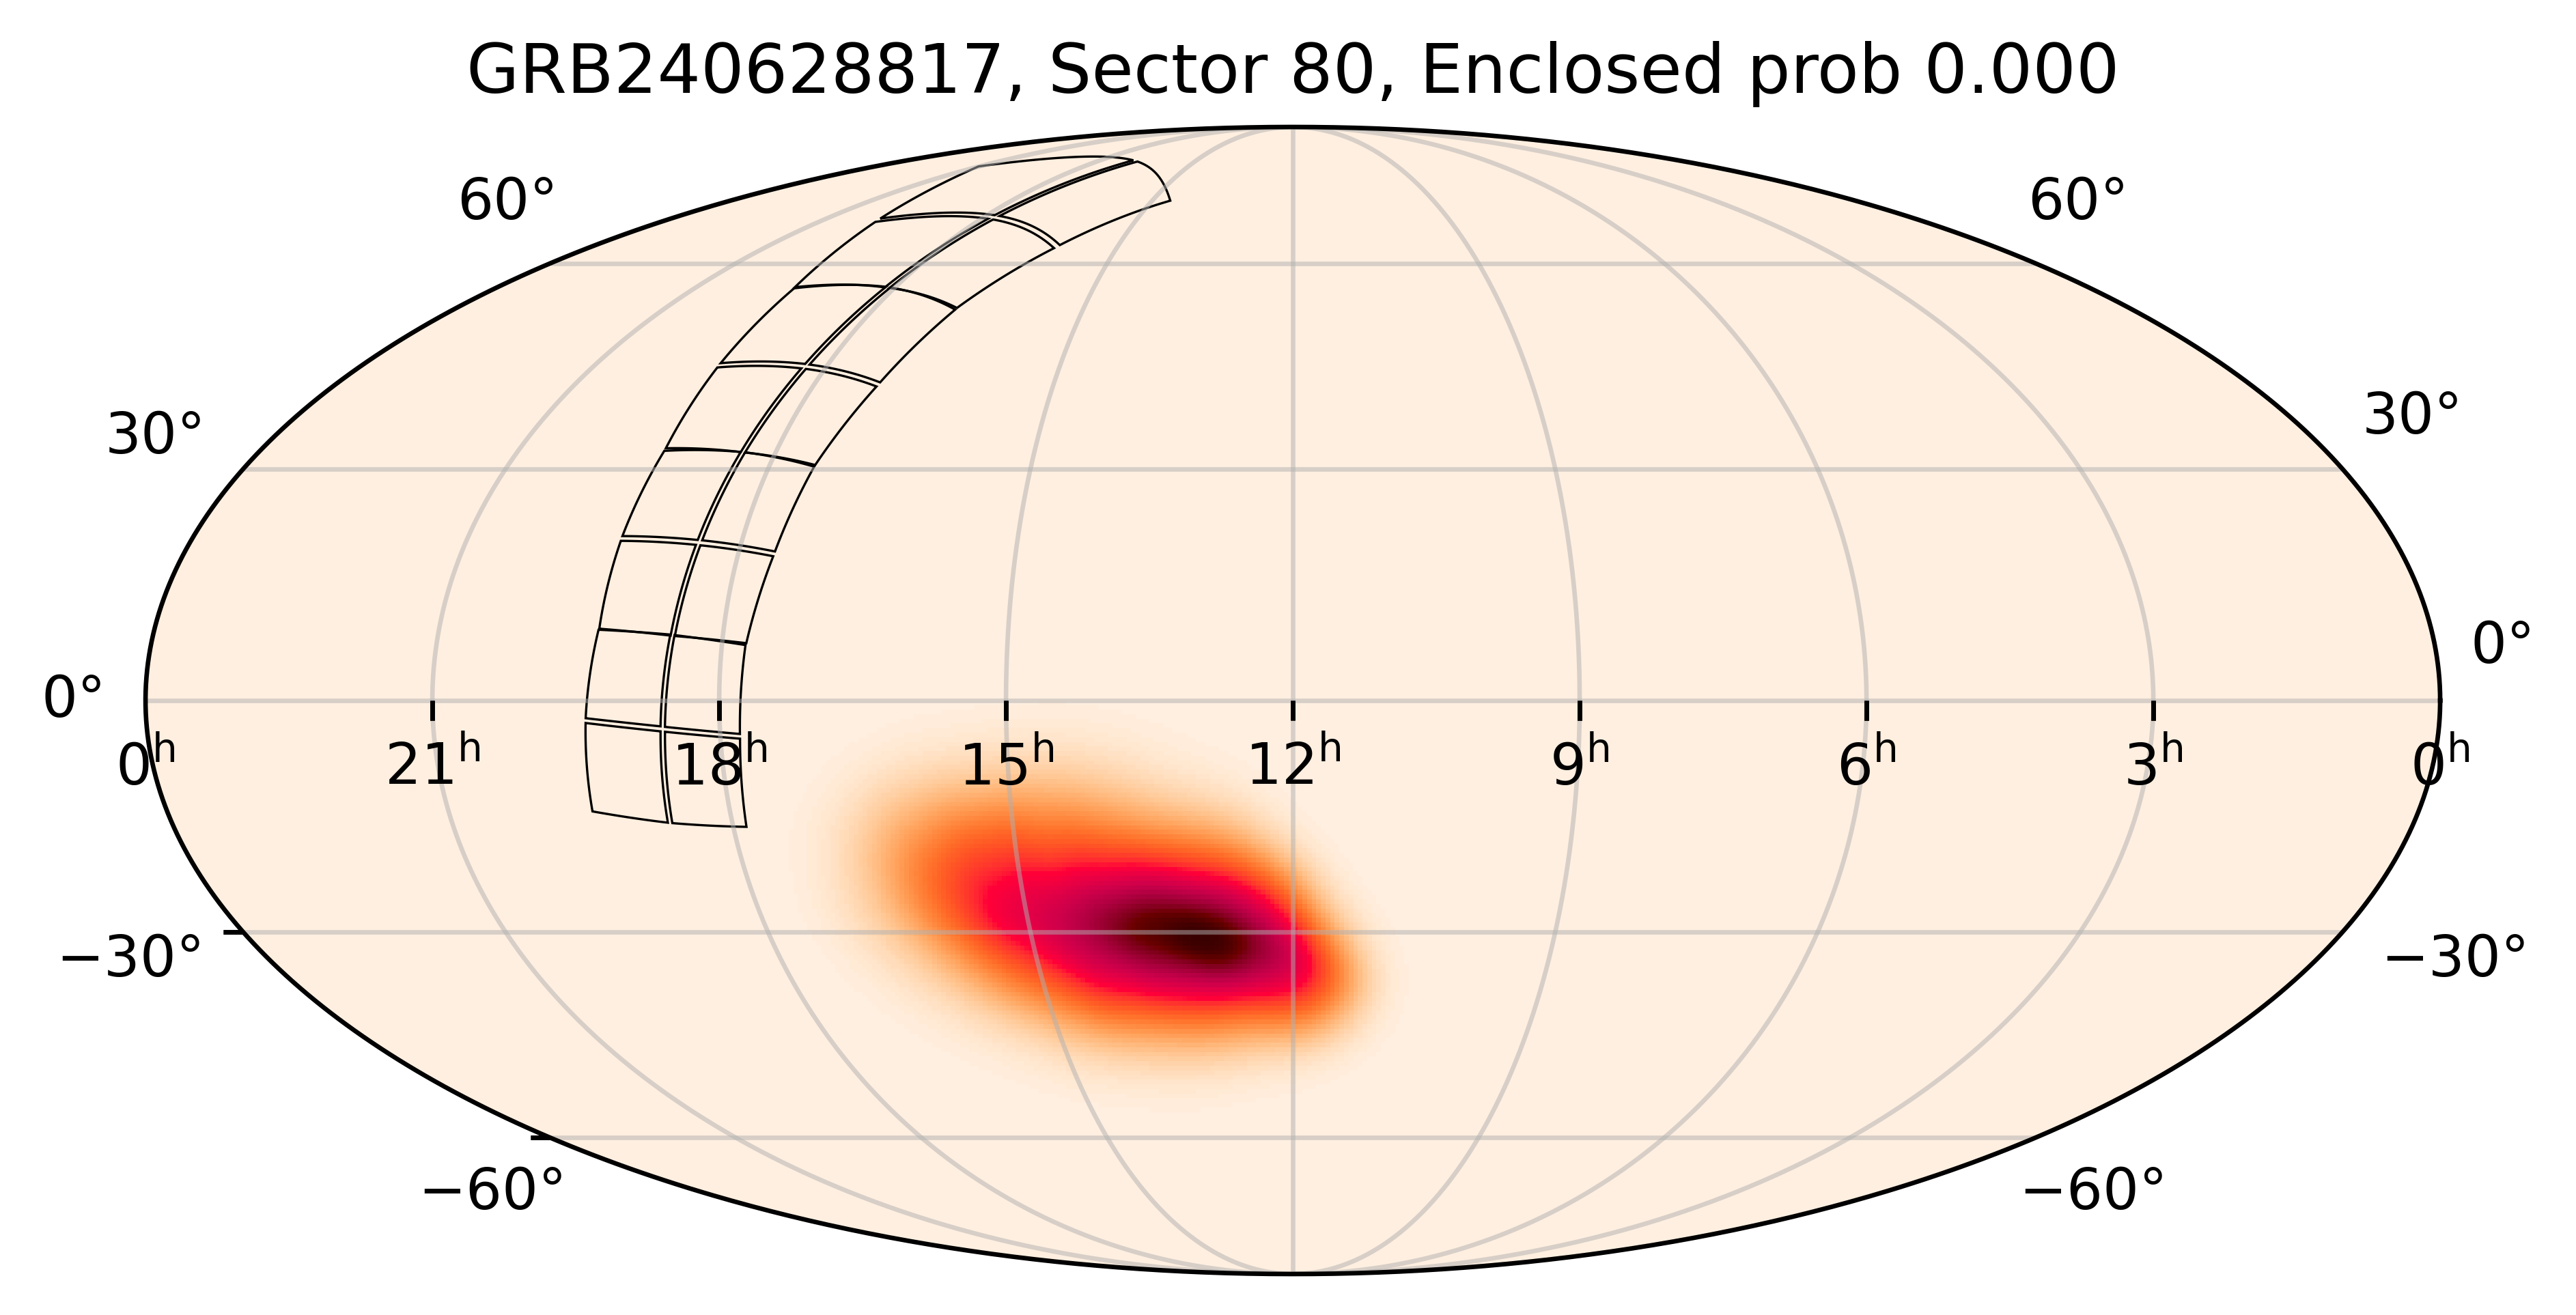 GRB240628817, Sector 80, Enclosed prob 0.000
60° 60°
30° 30°
0° 0°
0h 21h 18h 15h 12h 9h 6h 3h 0h
−30° −30°
−60° −60°